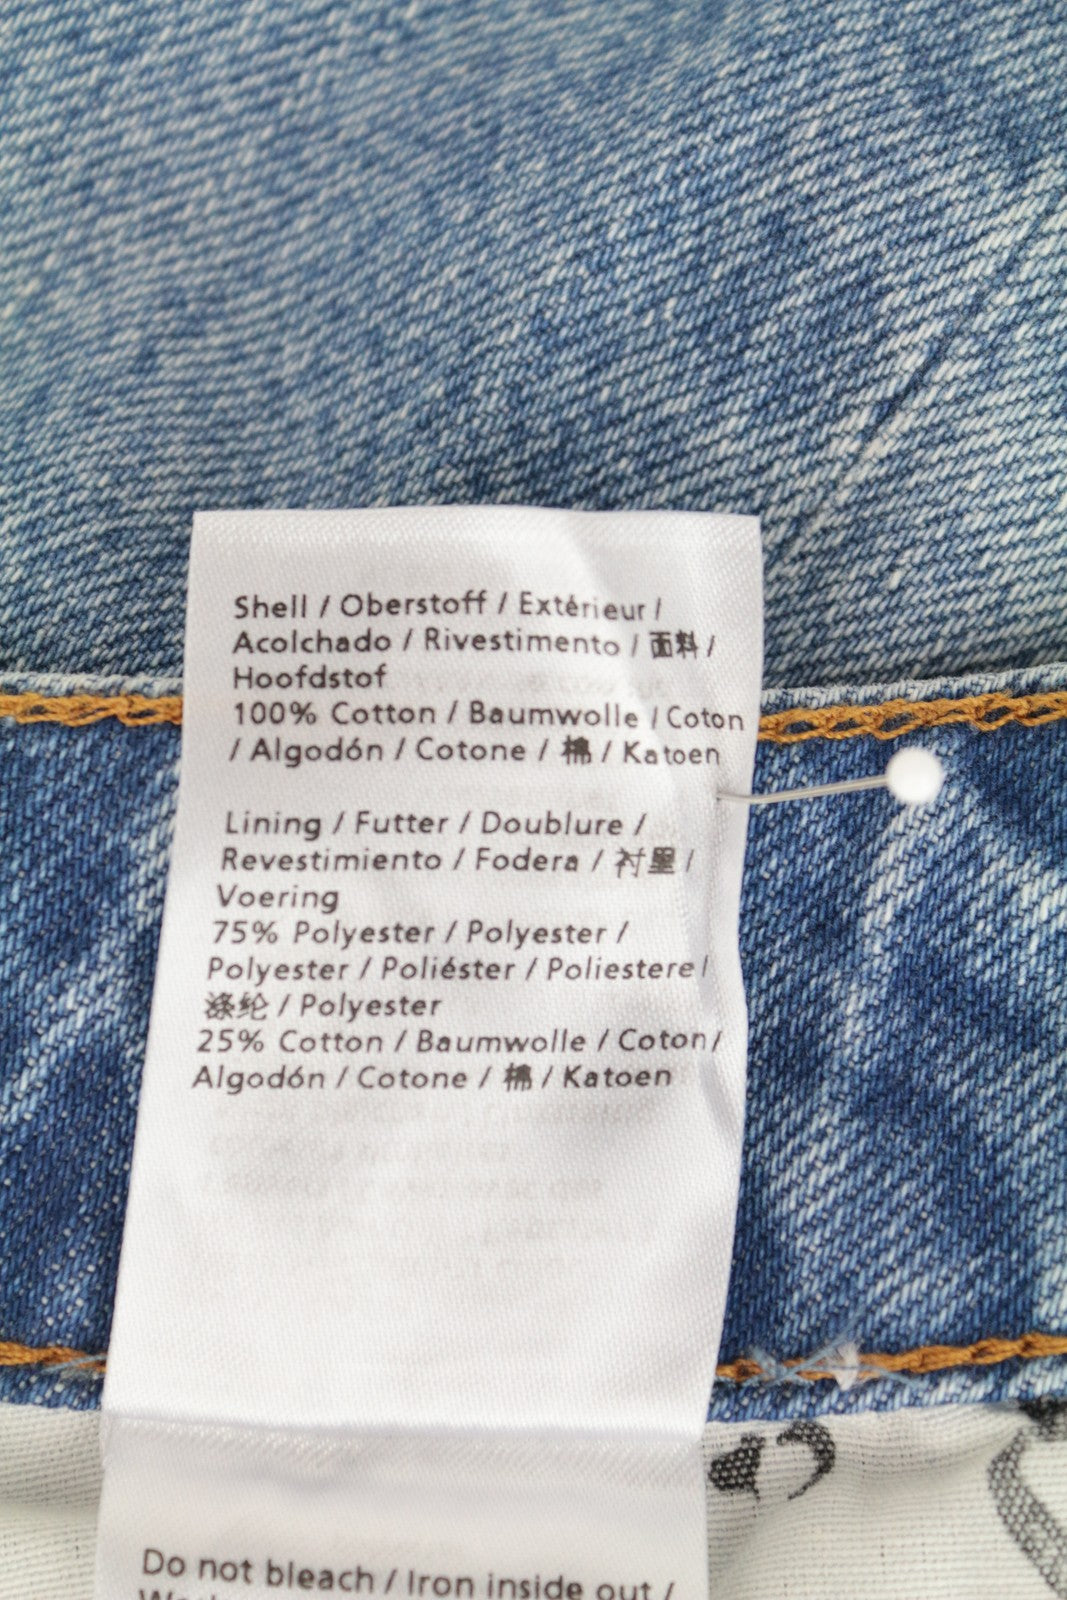 Shell / Oberstoff / Extérieur /
Acolchado / Rivestimento / 面料 /
Hoofdstof
100% Cotton / Baumwolle / Coton
/ Algodón / Cotone / 棉 / Katoen
Lining / Futter / Doublure /
Revestimiento / Fodera / 衬里 /
Voering
75% Polyester / Polyester /
Polyester / Poliéster / Poliestere /
涤纶 / Polyester
25% Cotton / Baumwolle / Coton /
Algodón / Cotone / 棉 / Katoen
Do not bleach / Iron inside out /